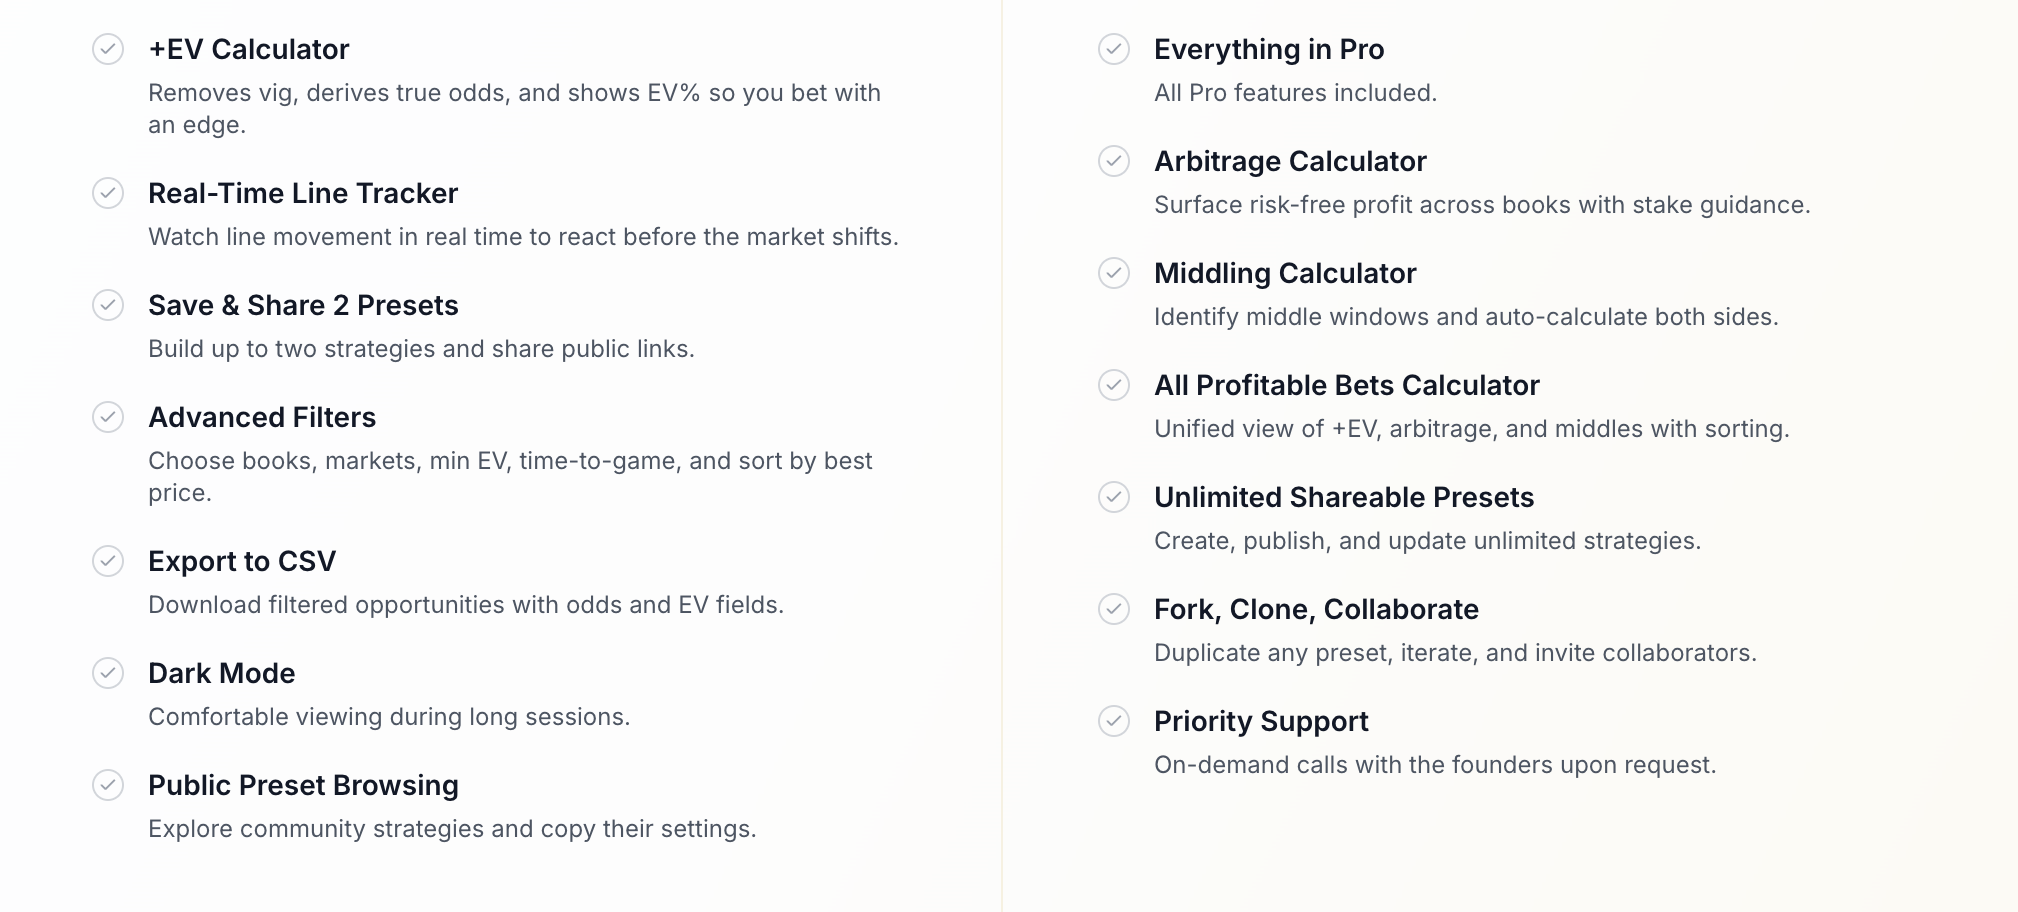 +EV Calculator
Removes vig, derives true odds, and shows EV% so you bet with
an edge.
Real-Time Line Tracker
Watch line movement in real time to react before the market shifts.
Save & Share 2 Presets
Build up to two strategies and share public links.
Advanced Filters
Choose books, markets, min EV, time-to-game, and sort by best
price.
Export to CSV
Download filtered opportunities with odds and EV fields.
Dark Mode
Comfortable viewing during long sessions.
Public Preset Browsing
Explore community strategies and copy their settings.
Everything in Pro
All Pro features included.
Arbitrage Calculator
Surface risk-free profit across books with stake guidance.
Middling Calculator
Identify middle windows and auto-calculate both sides.
All Profitable Bets Calculator
Unified view of +EV, arbitrage, and middles with sorting.
Unlimited Shareable Presets
Create, publish, and update unlimited strategies.
Fork, Clone, Collaborate
Duplicate any preset, iterate, and invite collaborators.
Priority Support
On-demand calls with the founders upon request.